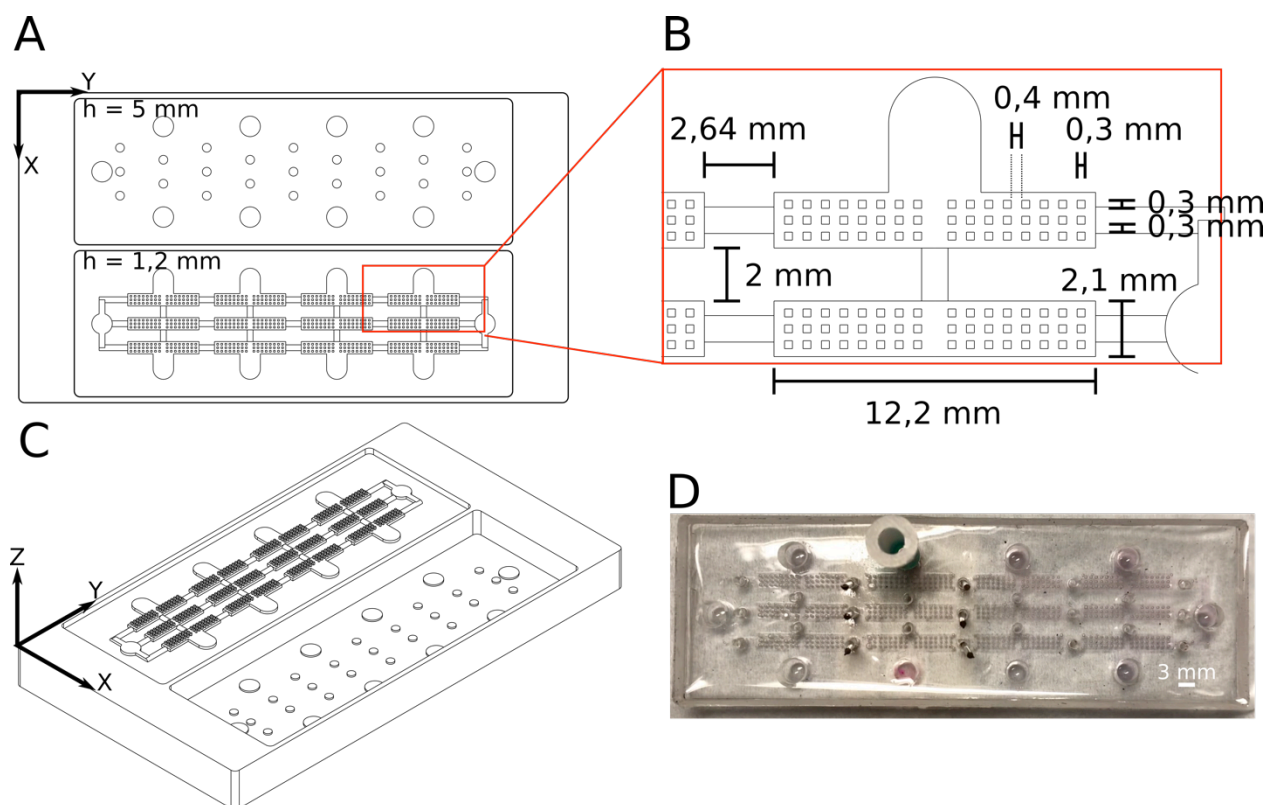 A
Y
h = 5 mm
X
h = 1,2 mm
B
0,4 mm
2,64 mm
0,3 mm
0,3 mm
0,3 mm
2 mm
2,1 mm
12,2 mm
C
Z
Y
X
D
3 mm